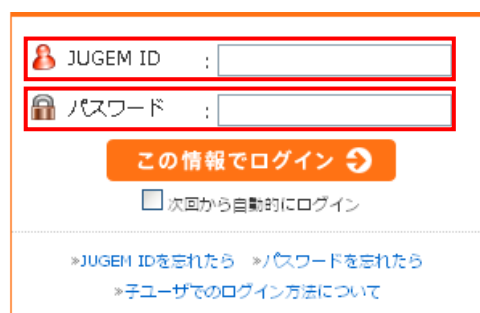 JUGEM ID :
パスワード :
この情報でログイン
次回から自動的にログイン
»JUGEM IDを忘れたら »パスワードを忘れたら
»子ユーザでのログイン方法について